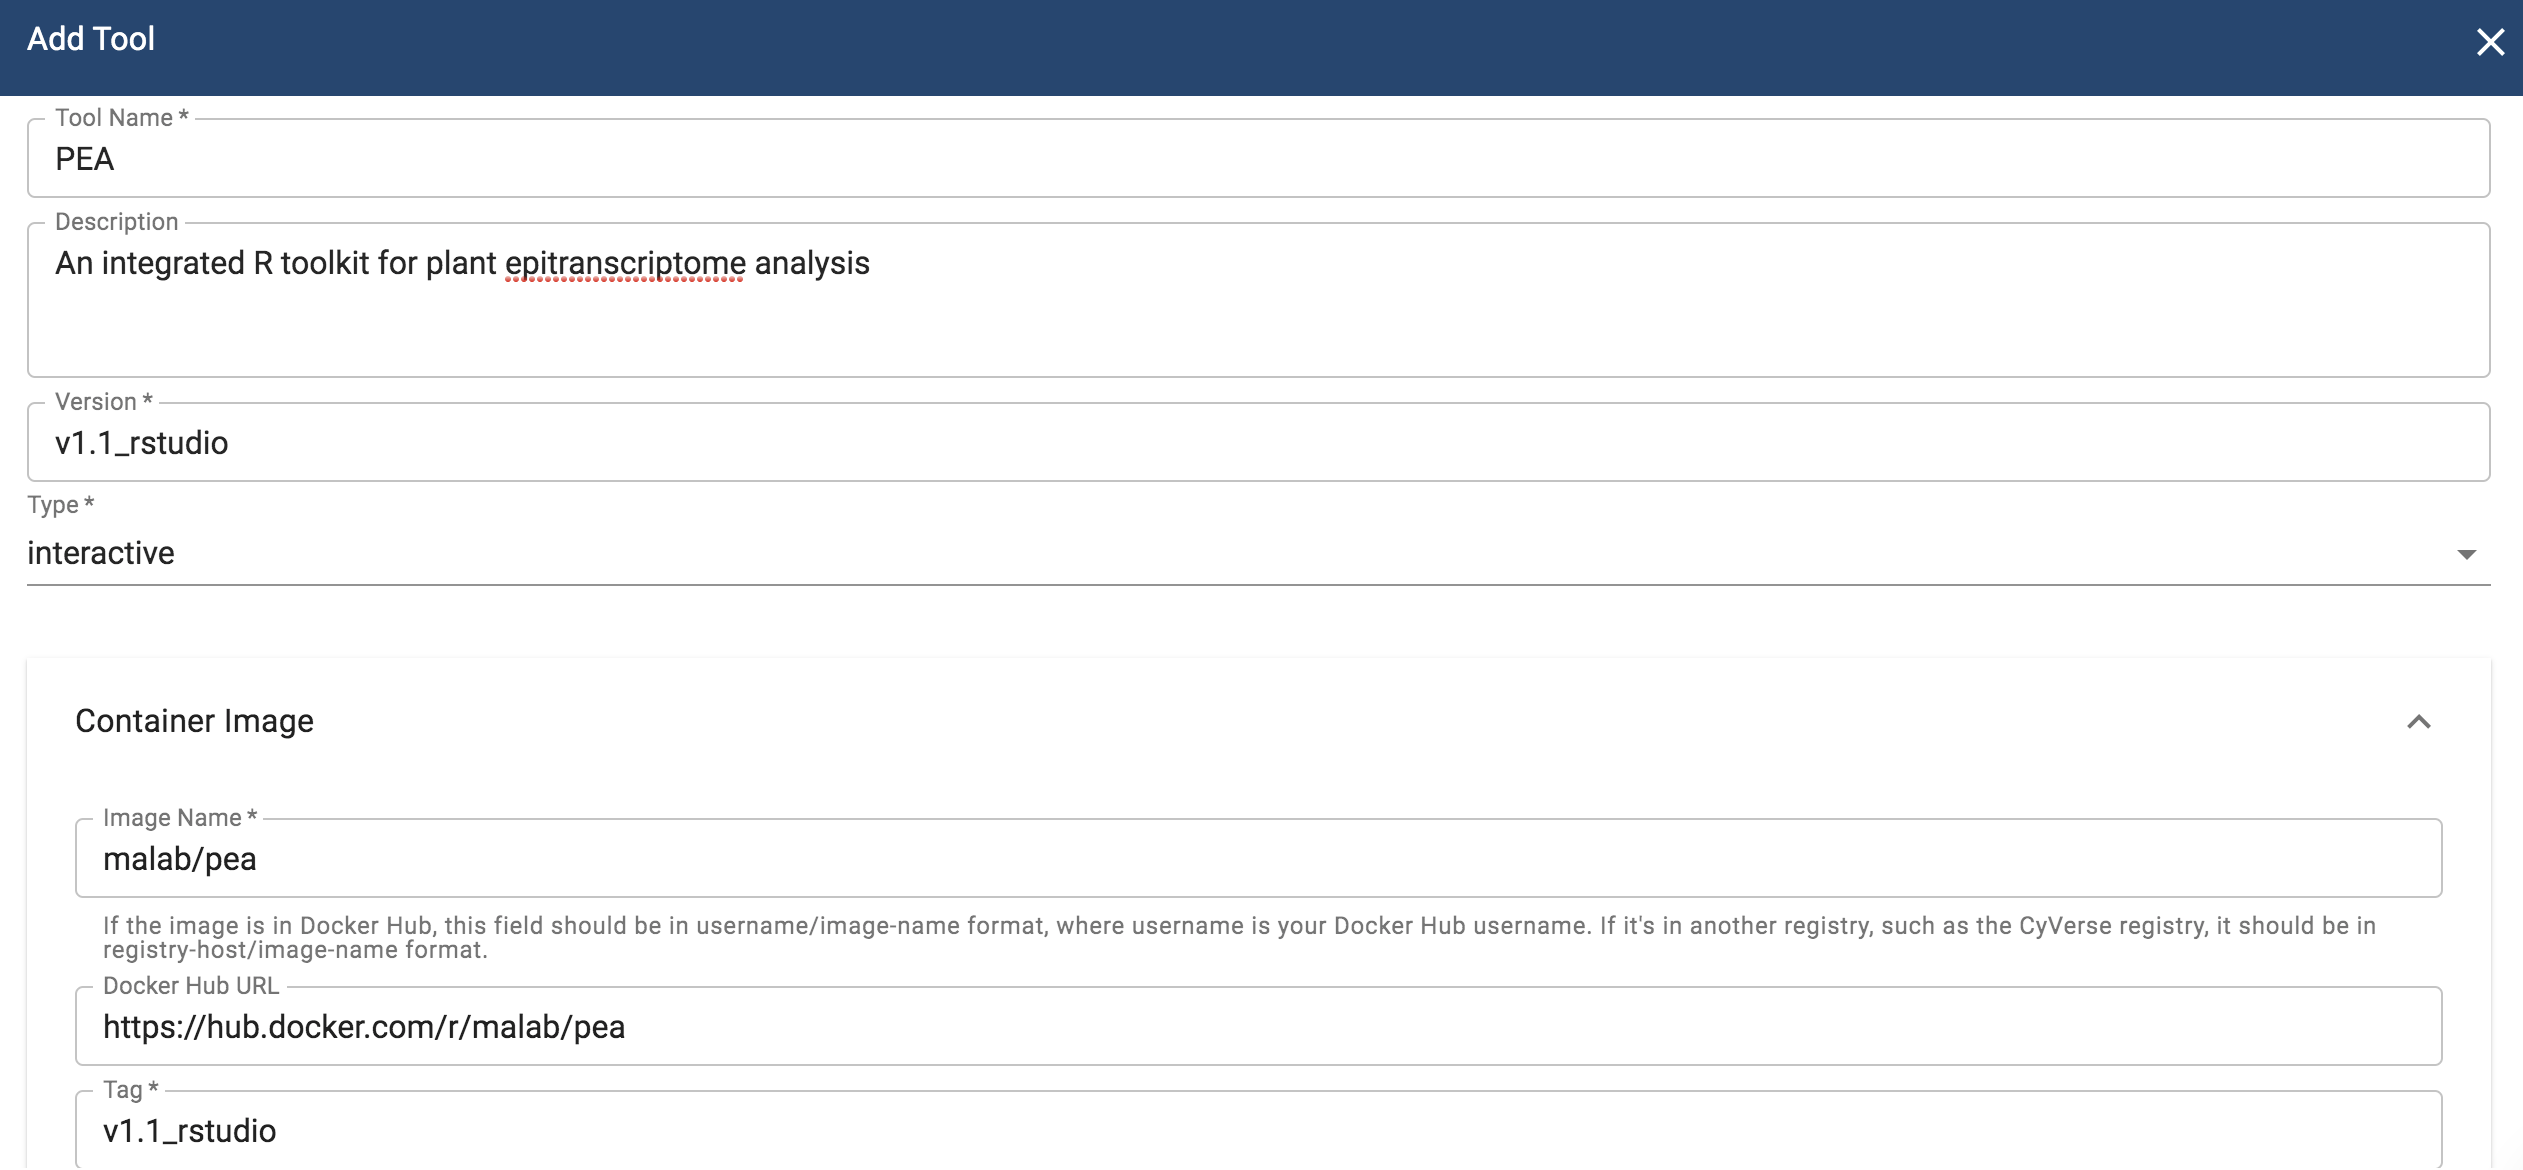 Add Tool
Tool Name *
PEA
Description
An integrated R toolkit for plant epitranscriptome analysis
Version *
v1.1_rstudio
Type *
interactive
Container Image
Image Name *
malab/pea
If the image is in Docker Hub, this field should be in username/image-name format, where username is your Docker Hub username. If it's in another registry, such as the CyVerse registry, it should be in
registry-host/image-name format.
Docker Hub URL
https://hub.docker.com/r/malab/pea
Tag *
v1.1_rstudio